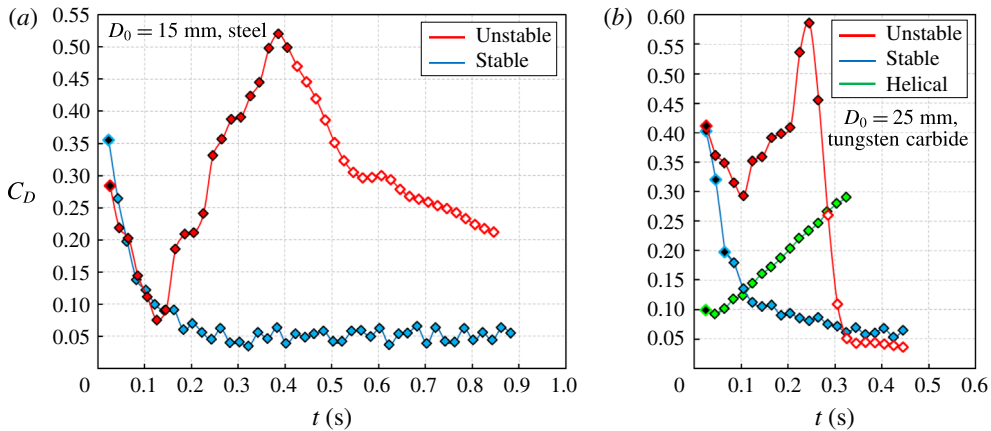 (a)
D₀ = 15 mm, steel
Unstable
Stable
C_D
0.55
0.50
0.45
0.40
0.35
0.30
0.25
0.20
0.15
0.10
0.05
0 0.1 0.2 0.3 0.4 0.5 0.6 0.7 0.8 0.9 1.0
t (s)
(b)
Unstable
Stable
Helical
D₀ = 25 mm,
tungsten carbide
0.60
0.55
0.50
0.45
0.40
0.35
0.30
0.25
0.20
0.15
0.10
0.05
0 0.1 0.2 0.3 0.4 0.5 0.6
t (s)